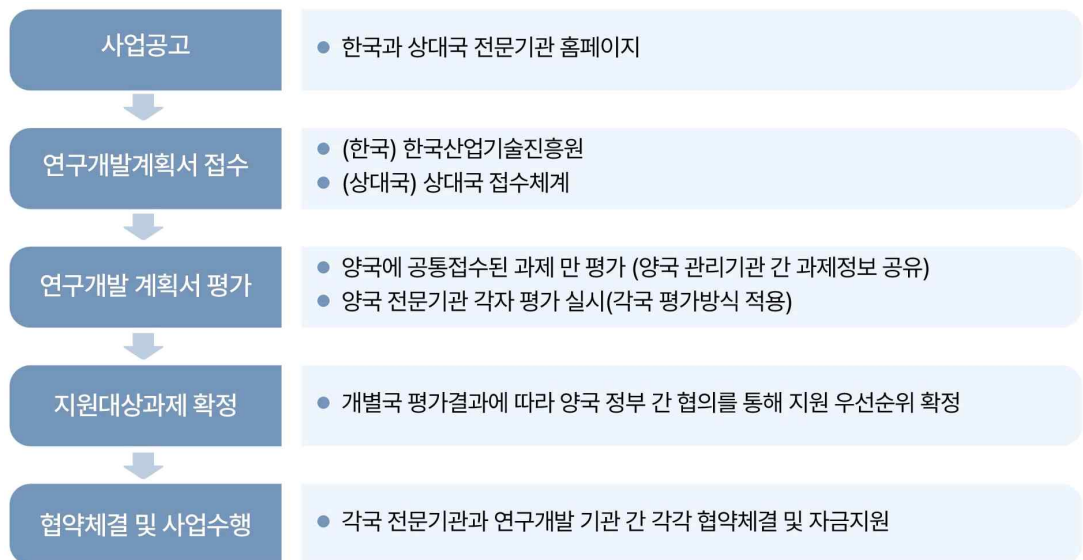 사업공고
● 한국과 상대국 전문기관 홈페이지
연구개발계획서 접수
● (한국) 한국산업기술진흥원
● (상대국) 상대국 접수체계
연구개발 계획서 평가
● 양국에 공통접수된 과제 만 평가 (양국 관리기관 간 과제정보 공유)
● 양국 전문기관 각자 평가 실시(각국 평가방식 적용)
지원대상과제 확정
● 개별국 평가결과에 따라 양국 정부 간 협의를 통해 지원 우선순위 확정
협약체결 및 사업수행
● 각국 전문기관과 연구개발 기관 간 각각 협약체결 및 자금지원